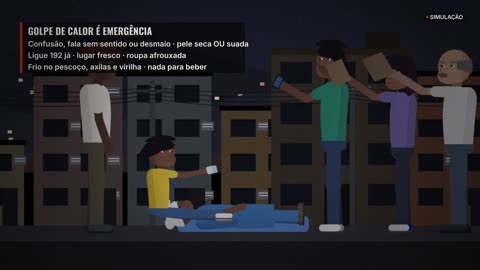 GOLPE DE CALOR É EMERGÊNCIA
SIMULAÇÃO
Confusão, fala sem sentido ou desmaio · pele seca OU suada
Ligue 192 já · lugar fresco · roupa afrouxada
Frio no pescoço, axilas e virilha · nada para beber